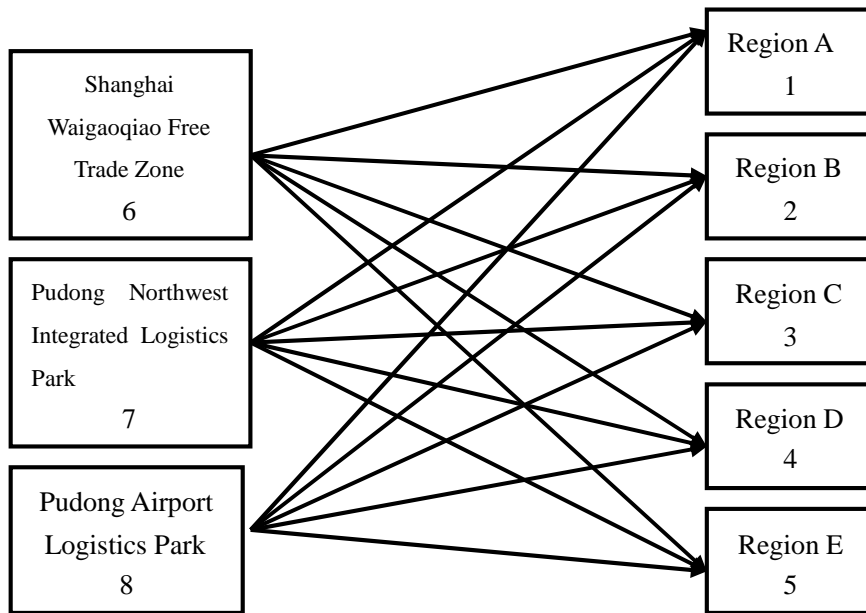 Shanghai
Waigaoqiao Free
Trade Zone
6
Pudong Northwest
Integrated Logistics
Park
7
Pudong Airport
Logistics Park
8
Region A
1
Region B
2
Region C
3
Region D
4
Region E
5